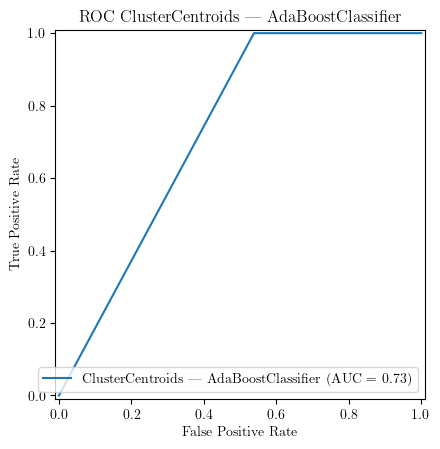 ROC ClusterCentroids — AdaBoostClassifier
1.0
0.8
0.6
0.4
0.2
0.0
True Positive Rate
ClusterCentroids — AdaBoostClassifier (AUC = 0.73)
0.0 0.2 0.4 0.6 0.8 1.0
False Positive Rate